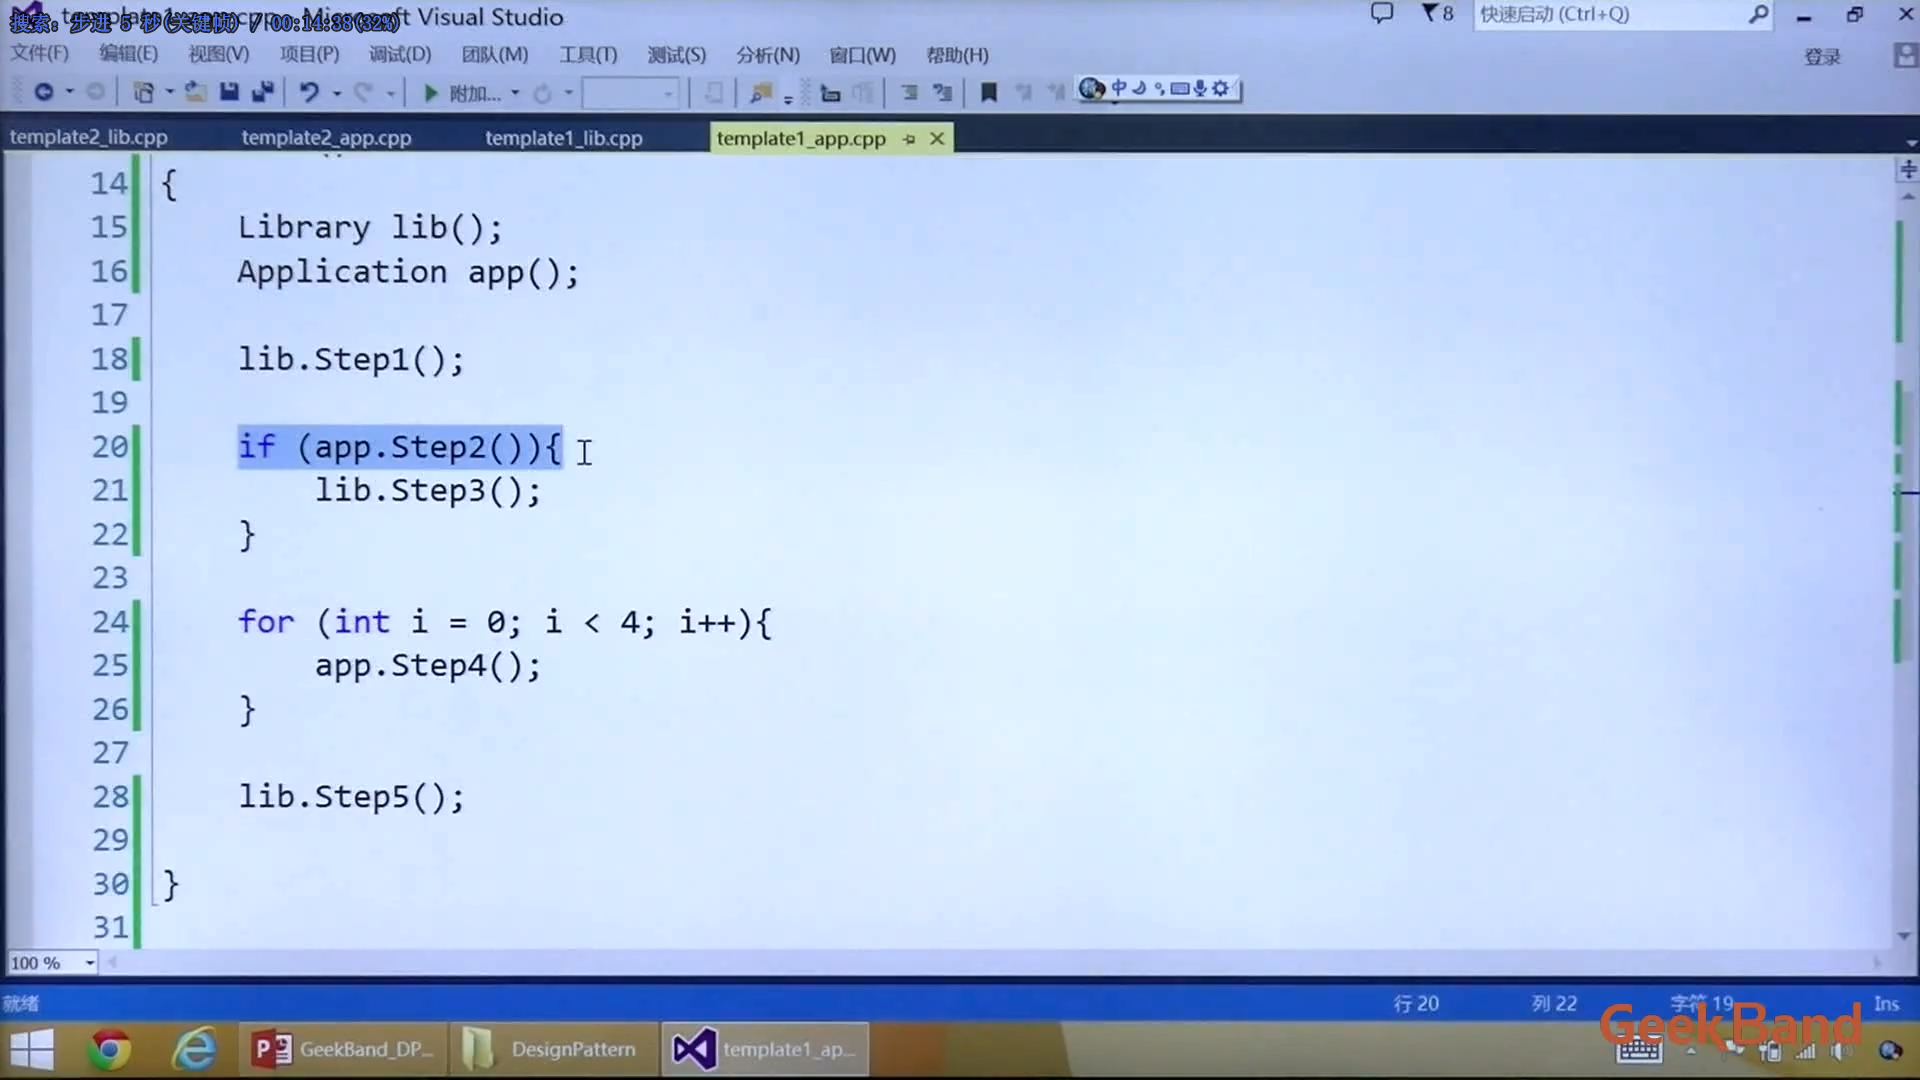 搜索: 步进 5 秒(关键帧) / 00:14:38(32%)
Microsoft Visual Studio
8
快速启动 (Ctrl+Q)
文件(F) 编辑(E) 视图(V) 项目(P) 调试(D) 团队(M) 工具(T) 测试(S) 分析(N) 窗口(W) 帮助(H)
登录
附加...
中
template2_lib.cpp template2_app.cpp template1_lib.cpp template1_app.cpp
14 {
15 Library lib();
16 Application app();
17
18 lib.Step1();
19
20 if (app.Step2()){
21 lib.Step3();
22 }
23
24 for (int i = 0; i < 4; i++){
25 app.Step4();
26 }
27
28 lib.Step5();
29
30 }
31
100 %
就绪 行 20 列 22 字符 19 Ins
GeekBand
GeekBand_DP... DesignPattern template1_ap...